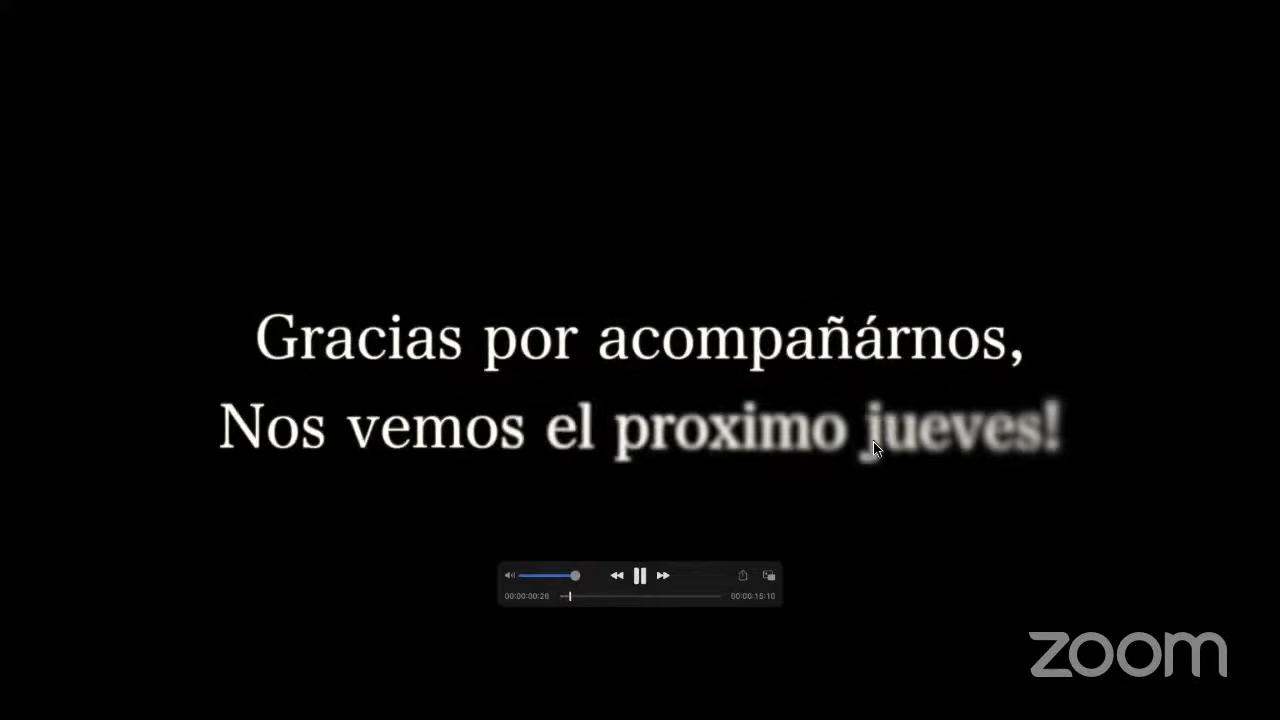 Gracias por acompañárnos,
Nos vemos el proximo jueves!
00:00:00:20
00:00:15:10
zoom